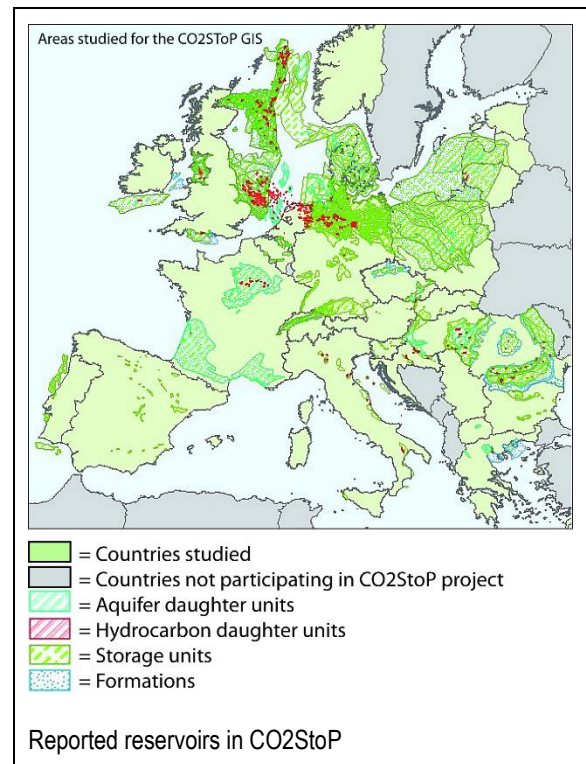 Areas studied for the CO2SToP GIS
= Countries studied
= Countries not participating in CO2StoP project
= Aquifer daughter units
= Hydrocarbon daughter units
= Storage units
= Formations
Reported reservoirs in CO2StoP